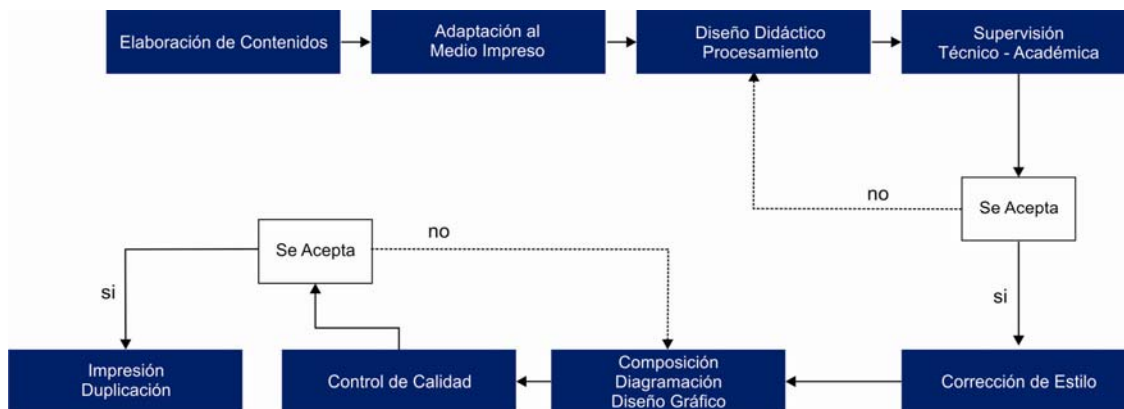 Elaboración de Contenidos
Adaptación al
Medio Impreso
Diseño Didáctico
Procesamiento
Supervisión
Técnico - Académica
no
Se Acepta
si
Corrección de Estilo
Composición
Diagramación
Diseño Gráfico
Control de Calidad
Se Acepta
no
si
Impresión
Duplicación